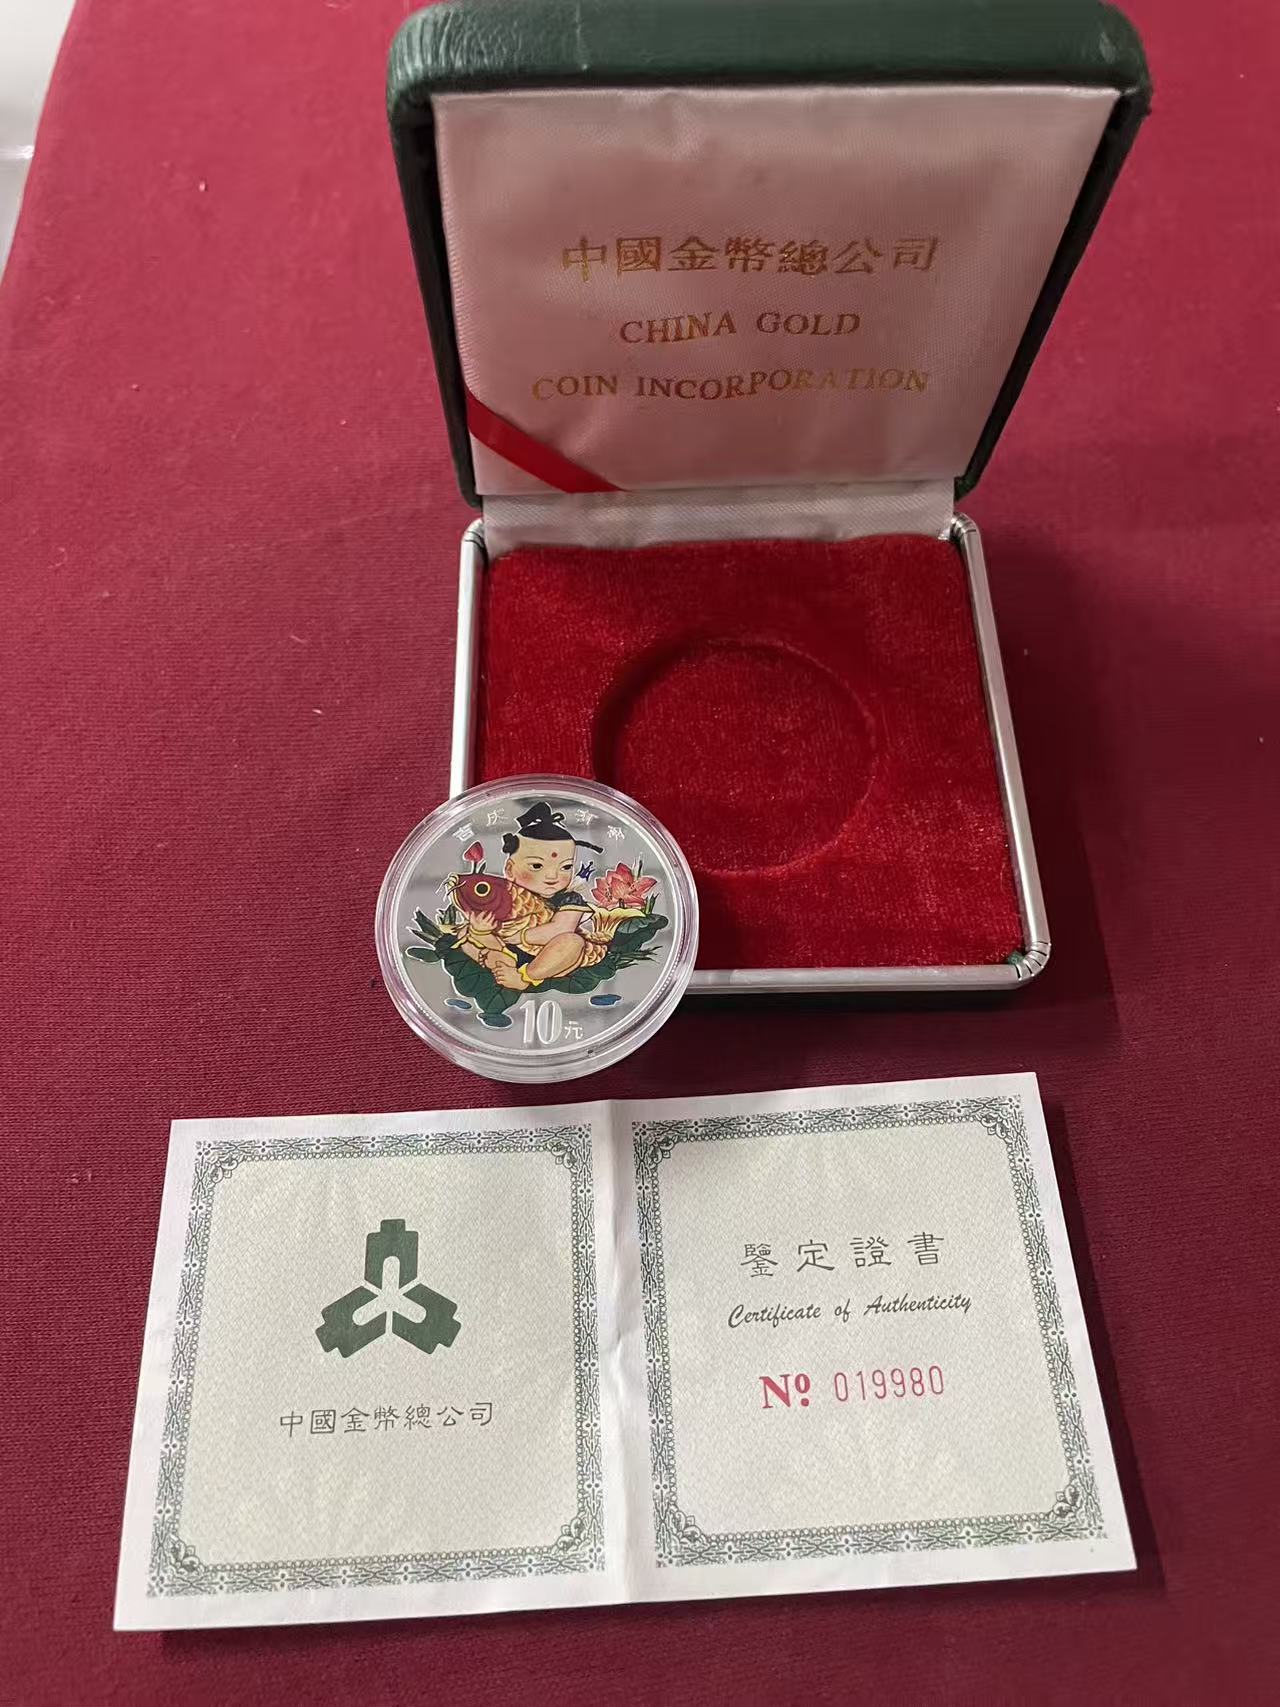 中國金幣總公司
CHINA GOLD
COIN INCORPORATION
吉庆有余
10元
中國金幣總公司
鑒定證書
Certificate of Authenticity
Nº 019980